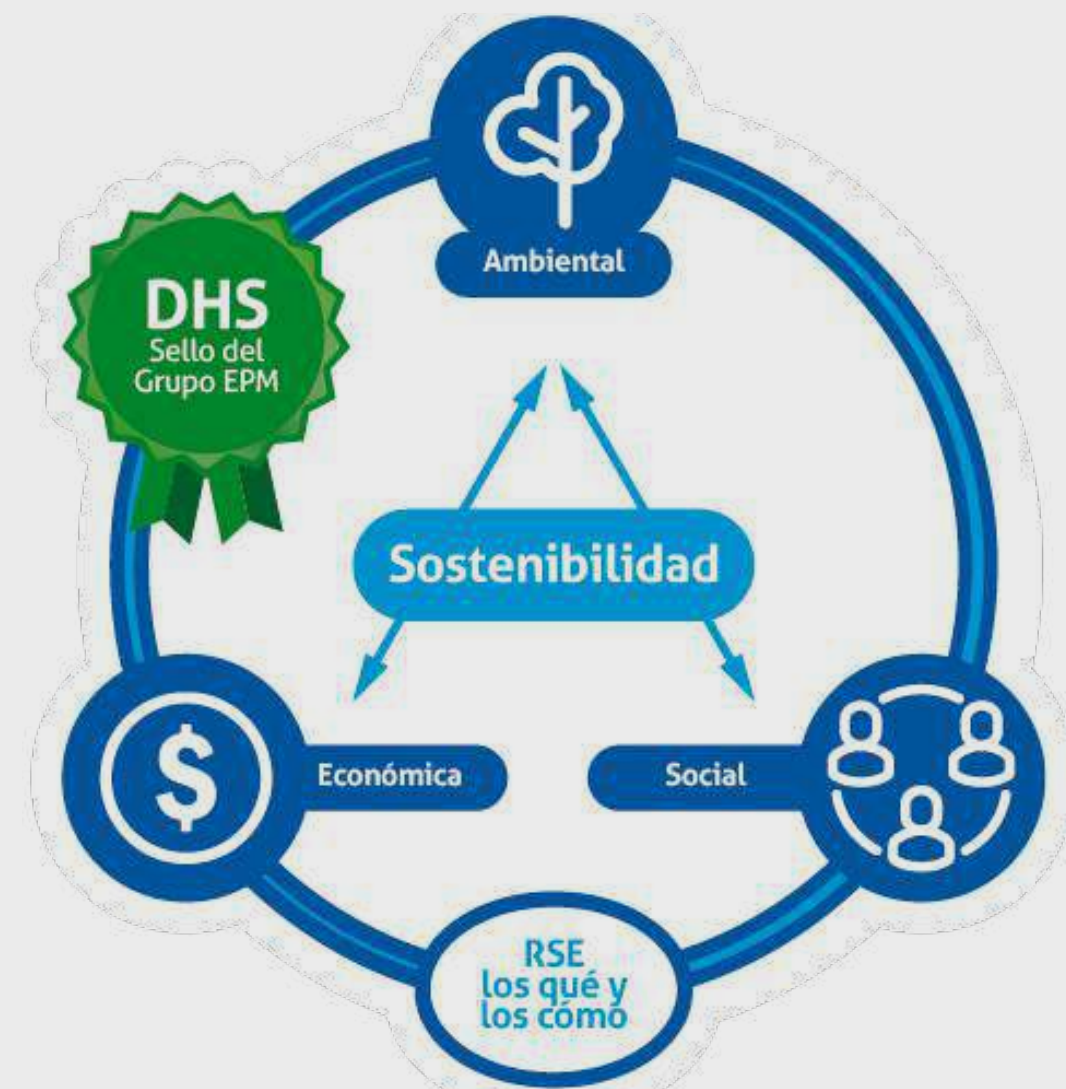 Ambiental
DHS
Sello del
Grupo EPM
Sostenibilidad
$
Económica
Social
RSE
los qué y
los cómo